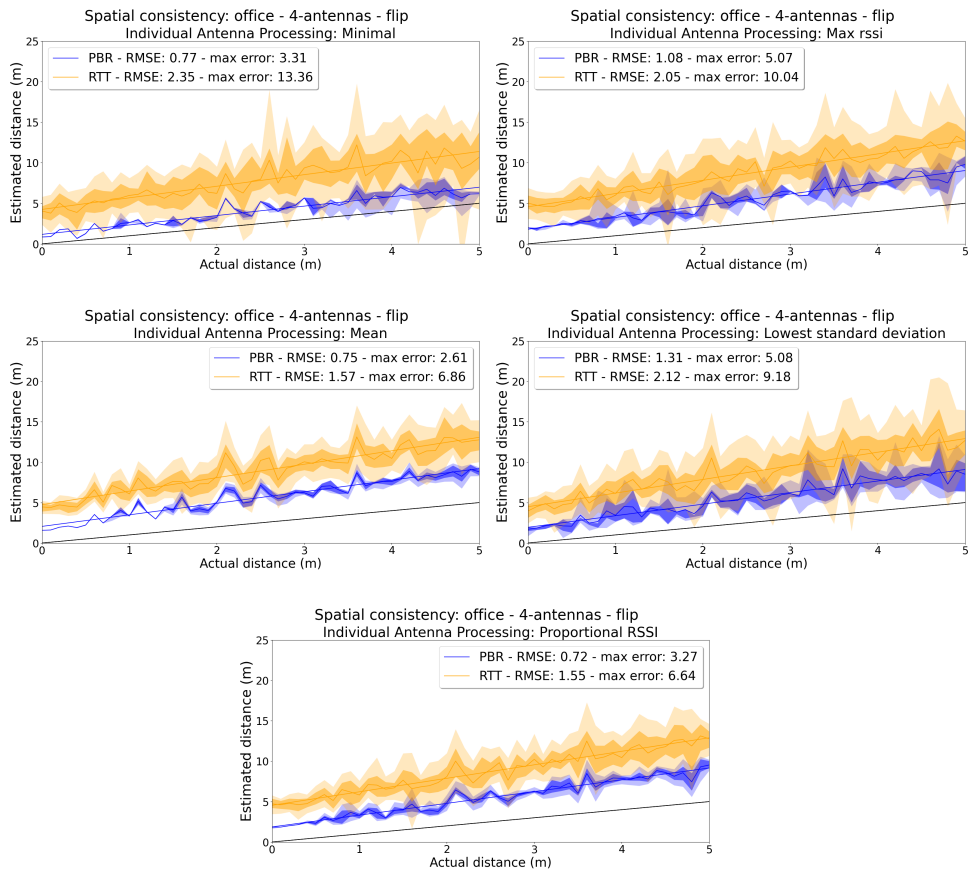 Spatial consistency: office - 4-antennas - flip
Individual Antenna Processing: Minimal
PBR - RMSE: 0.77 - max error: 3.31
RTT - RMSE: 2.35 - max error: 13.36
Estimated distance (m)
25
20
15
10
5
0
0 1 2 3 4 5
Actual distance (m)
Spatial consistency: office - 4-antennas - flip
Individual Antenna Processing: Max rssi
PBR - RMSE: 1.08 - max error: 5.07
RTT - RMSE: 2.05 - max error: 10.04
Estimated distance (m)
25
20
15
10
5
0
0 1 2 3 4 5
Actual distance (m)
Spatial consistency: office - 4-antennas - flip
Individual Antenna Processing: Mean
PBR - RMSE: 0.75 - max error: 2.61
RTT - RMSE: 1.57 - max error: 6.86
Estimated distance (m)
25
20
15
10
5
0
0 1 2 3 4 5
Actual distance (m)
Spatial consistency: office - 4-antennas - flip
Individual Antenna Processing: Lowest standard deviation
PBR - RMSE: 1.31 - max error: 5.08
RTT - RMSE: 2.12 - max error: 9.18
Estimated distance (m)
25
20
15
10
5
0
0 1 2 3 4 5
Actual distance (m)
Spatial consistency: office - 4-antennas - flip
Individual Antenna Processing: Proportional RSSI
PBR - RMSE: 0.72 - max error: 3.27
RTT - RMSE: 1.55 - max error: 6.64
Estimated distance (m)
25
20
15
10
5
0
0 1 2 3 4 5
Actual distance (m)